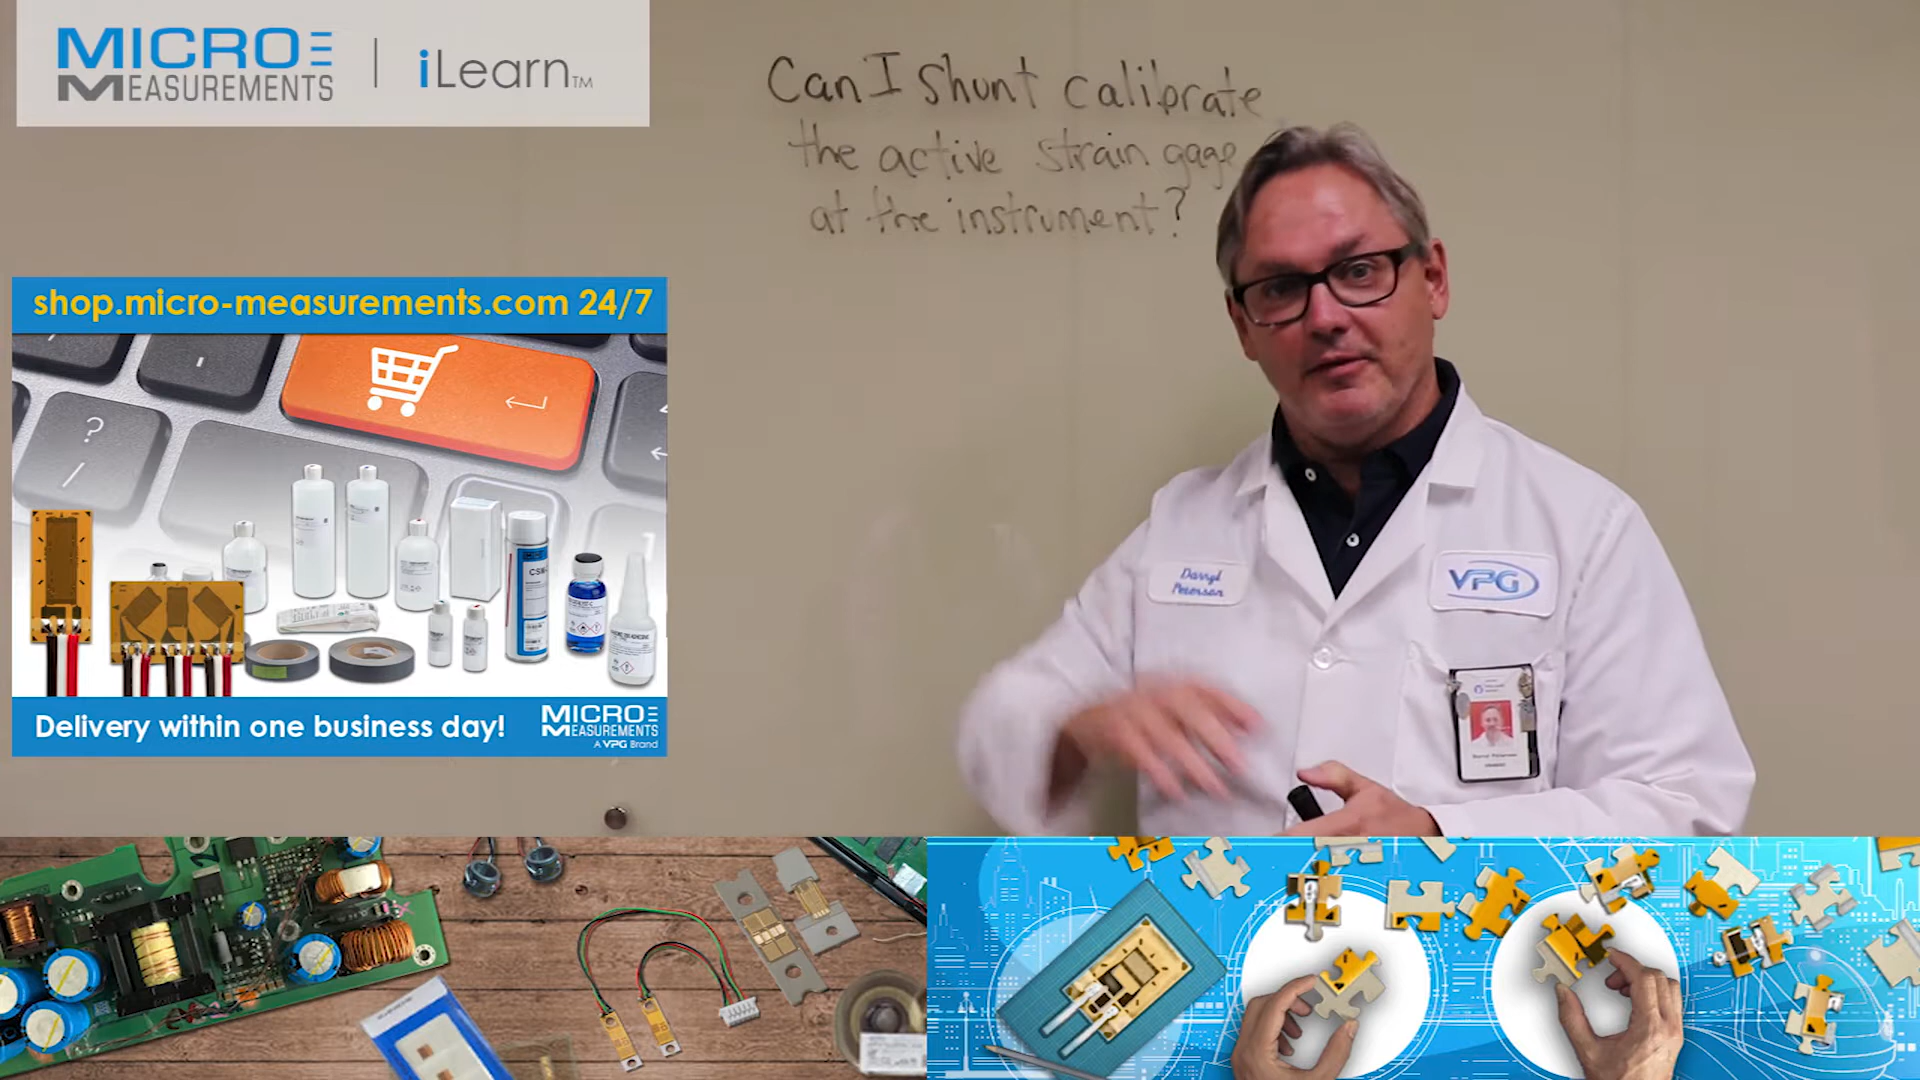 MICRO
MEASUREMENTS
iLearn™
Can I Shunt calibrate
the active strain gage
at the instrument?
shop.micro-measurements.com 24/7
Delivery within one business day!
MICRO
MEASUREMENTS
A VPG Brand
Darryl
Peterson
VPG